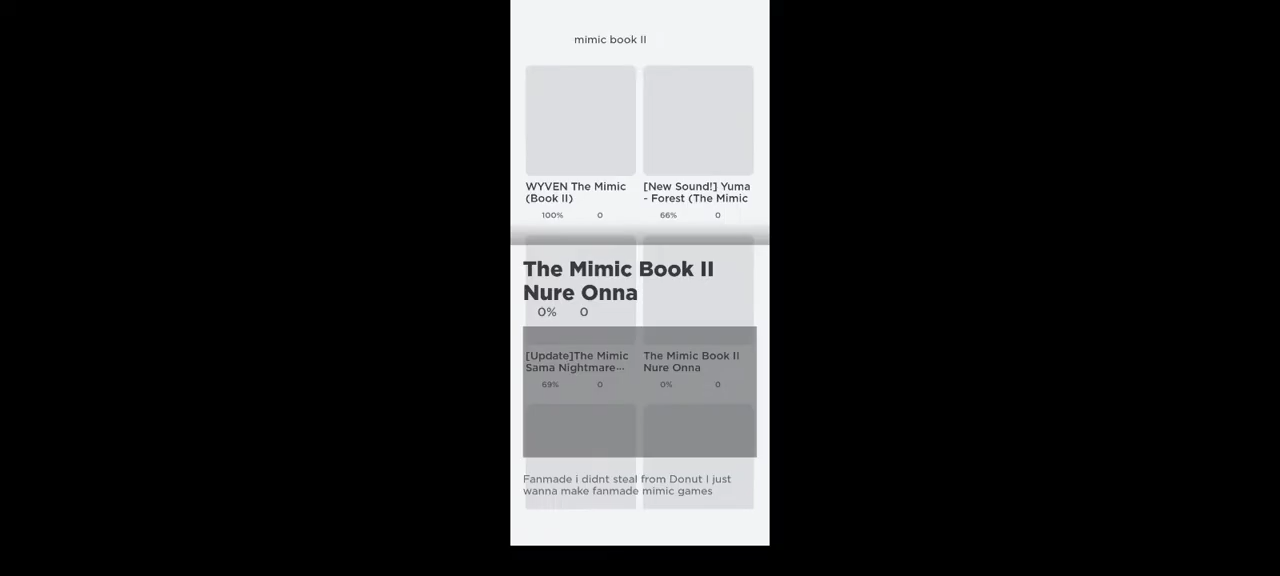 mimic book II
WYVEN The Mimic
(Book II)
100% 0
[New Sound!] Yuma
- Forest (The Mimic
66% 0
The Mimic Book II
Nure Onna
0% 0
[Update]The Mimic
Sama Nightmare...
69% 0
The Mimic Book II
Nure Onna
0% 0
Fanmade i didnt steal from Donut I just
wanna make fanmade mimic games